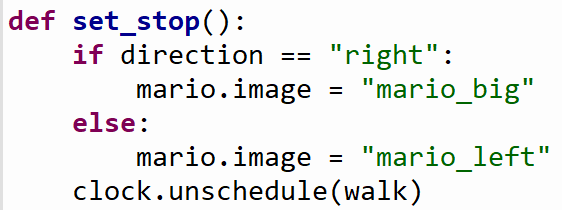 def set_stop():
    if direction == "right":
        mario.image = "mario_big"
    else:
        mario.image = "mario_left"
    clock.unschedule(walk)